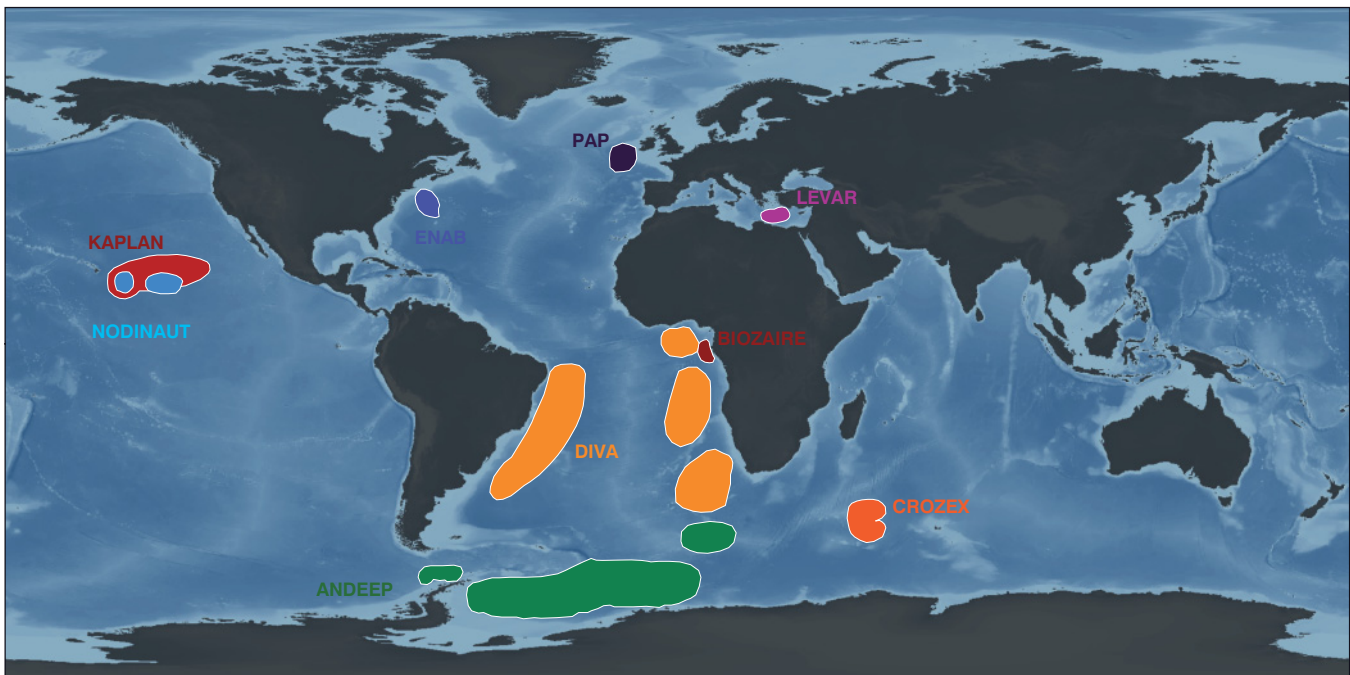 PAP
LEVAR
ENAB
KAPLAN
NODINAUT
BIOZAIRE
DIVA
CROZEX
ANDEEP